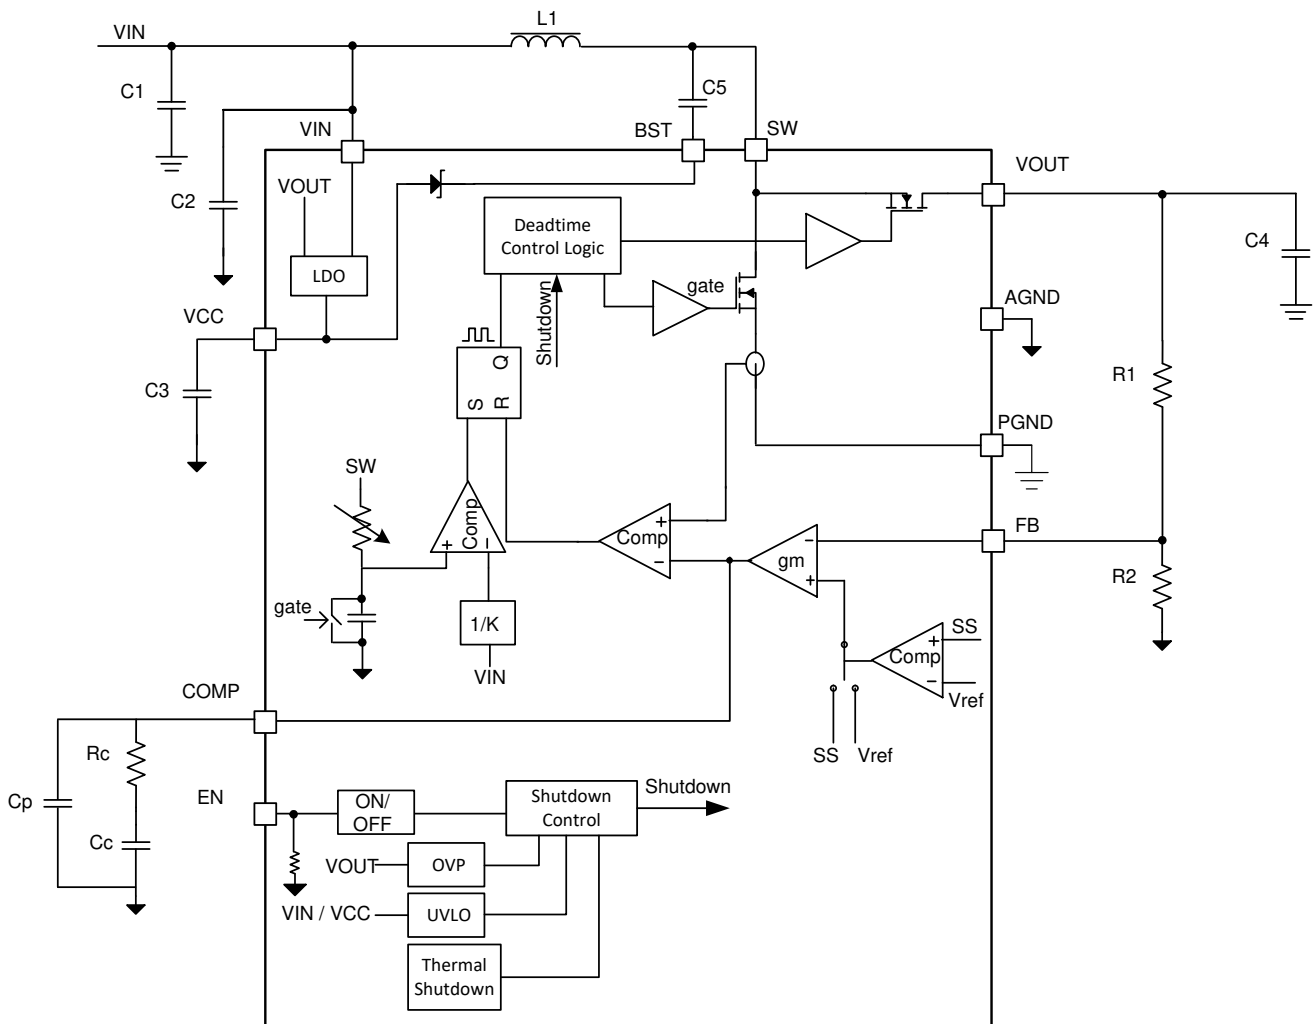 L1
VIN
C1
C5
VIN
BST
SW
VOUT
VOUT
C2
Deadtime
Control Logic
C4
LDO
gate
AGND
VCC
Shutdown
Q
C3
S
R
R1
PGND
SW
Comp
+
−
Comp
+
−
gm
−
+
FB
R2
gate
1/K
VIN
SS
Comp
+
−
Vref
COMP
SS
Vref
Rc
Cp
Cc
EN
ON/
OFF
Shutdown
Control
Shutdown
VOUT
OVP
VIN / VCC
UVLO
Thermal
Shutdown